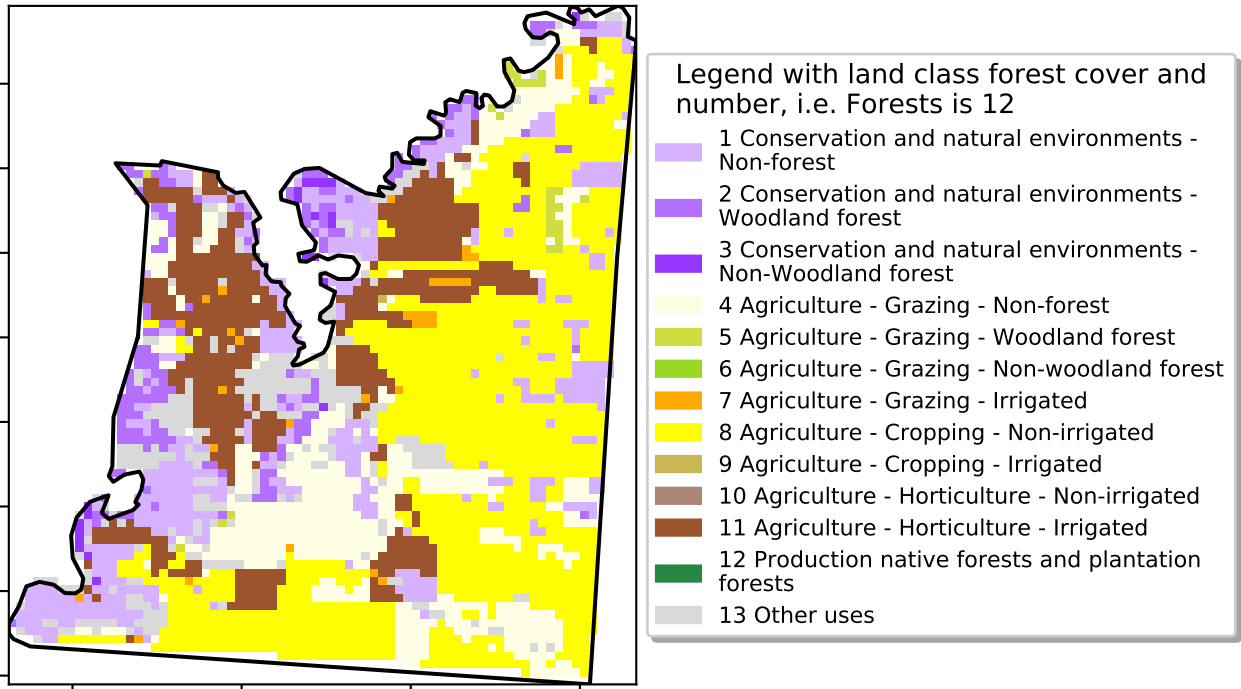 Legend with land class forest cover and
number, i.e. Forests is 12
1 Conservation and natural environments -
Non-forest
2 Conservation and natural environments -
Woodland forest
3 Conservation and natural environments -
Non-Woodland forest
4 Agriculture - Grazing - Non-forest
5 Agriculture - Grazing - Woodland forest
6 Agriculture - Grazing - Non-woodland forest
7 Agriculture - Grazing - Irrigated
8 Agriculture - Cropping - Non-irrigated
9 Agriculture - Cropping - Irrigated
10 Agriculture - Horticulture - Non-irrigated
11 Agriculture - Horticulture - Irrigated
12 Production native forests and plantation
forests
13 Other uses